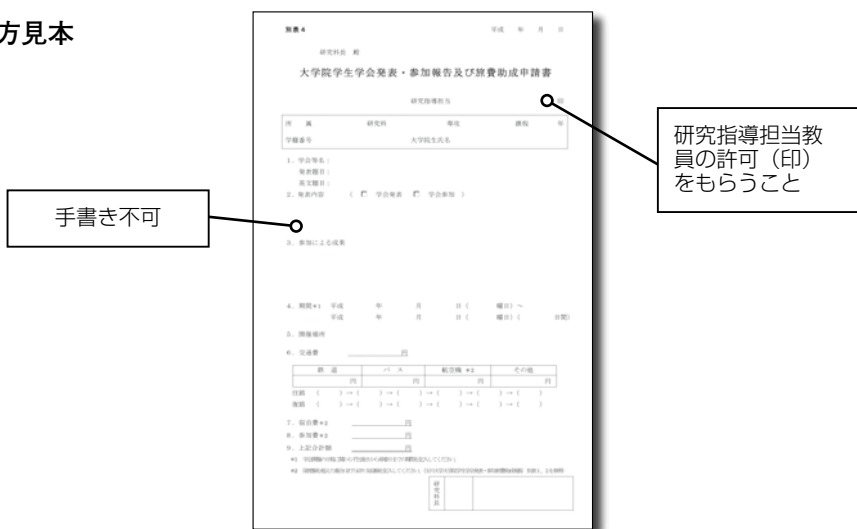 方見本
別表4
平成 年 月 日
研究科長 殿
大学院学生学会発表・参加報告及び旅費助成申請書
研究指導担当 印
所 属 研究科 専攻 課程 年
学籍番号 大学院生氏名
1．学会等名：
発表題目：
英文題目：
2．発表内容 （ □ 学会発表 □ 学会参加 ）
3．参加による成果
4．期間*1 平成 年 月 日（ 曜日）～
平成 年 月 日（ 曜日）（ 日間）
5．開催場所
6．交通費 円
鉄 道 バ ス 航空機 *2 その他
円 円 円 円
往路 （ ）→（ ）→（ ）→（ ）→（ ）
復路 （ ）→（ ）→（ ）→（ ）→（ ）
7．宿泊費*2 円
8．参加費*2 円
9．上記合計額 円
研究科長
手書き不可
研究指導担当教
員の許可（印）
をもらうこと